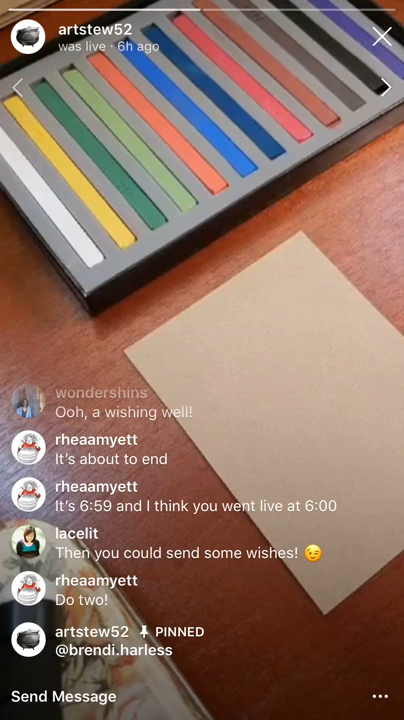 artstew52
was live · 6h ago
wondershins
Ooh, a wishing well!
rheaamyett
It's about to end
rheaamyett
It's 6:59 and I think you went live at 6:00
lacelit
Then you could send some wishes! 😉
rheaamyett
Do two!
artstew52 PINNED
@brendi.harless
Send Message